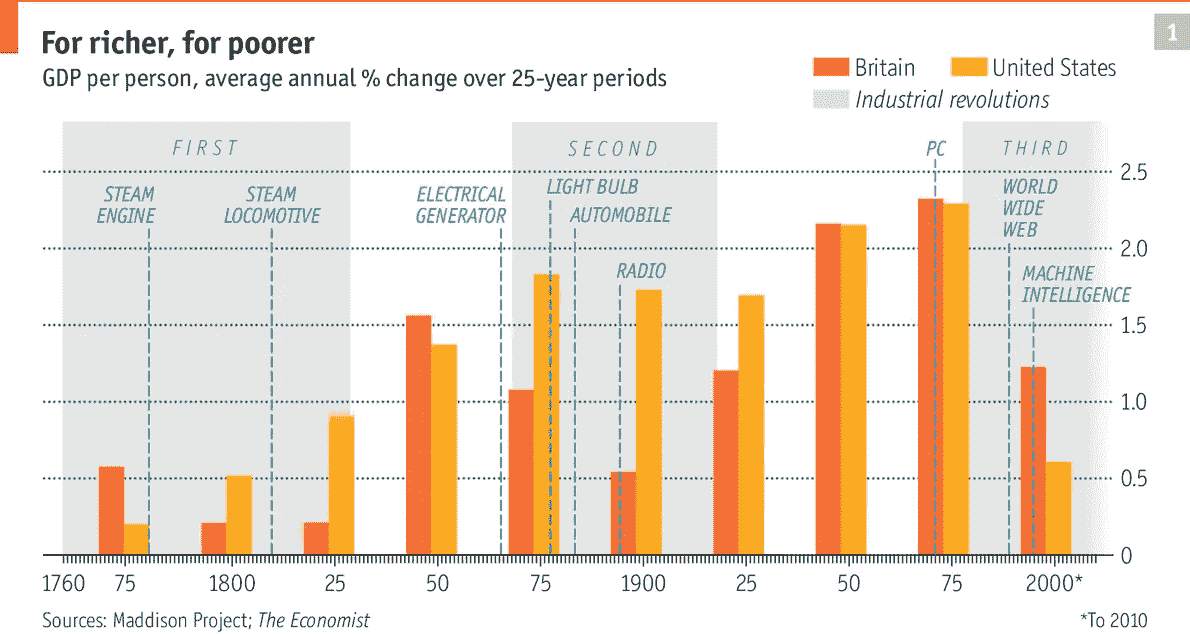 1
For richer, for poorer
GDP per person, average annual % change over 25-year periods
Britain
United States
Industrial revolutions
FIRST
SECOND
THIRD
PC
STEAM
ENGINE
STEAM
LOCOMOTIVE
ELECTRICAL
GENERATOR
LIGHT BULB
AUTOMOBILE
RADIO
WORLD
WIDE
WEB
MACHINE
INTELLIGENCE
2.5
2.0
1.5
1.0
0.5
0
1760 75 1800 25 50 75 1900 25 50 75 2000*
Sources: Maddison Project; The Economist
*To 2010